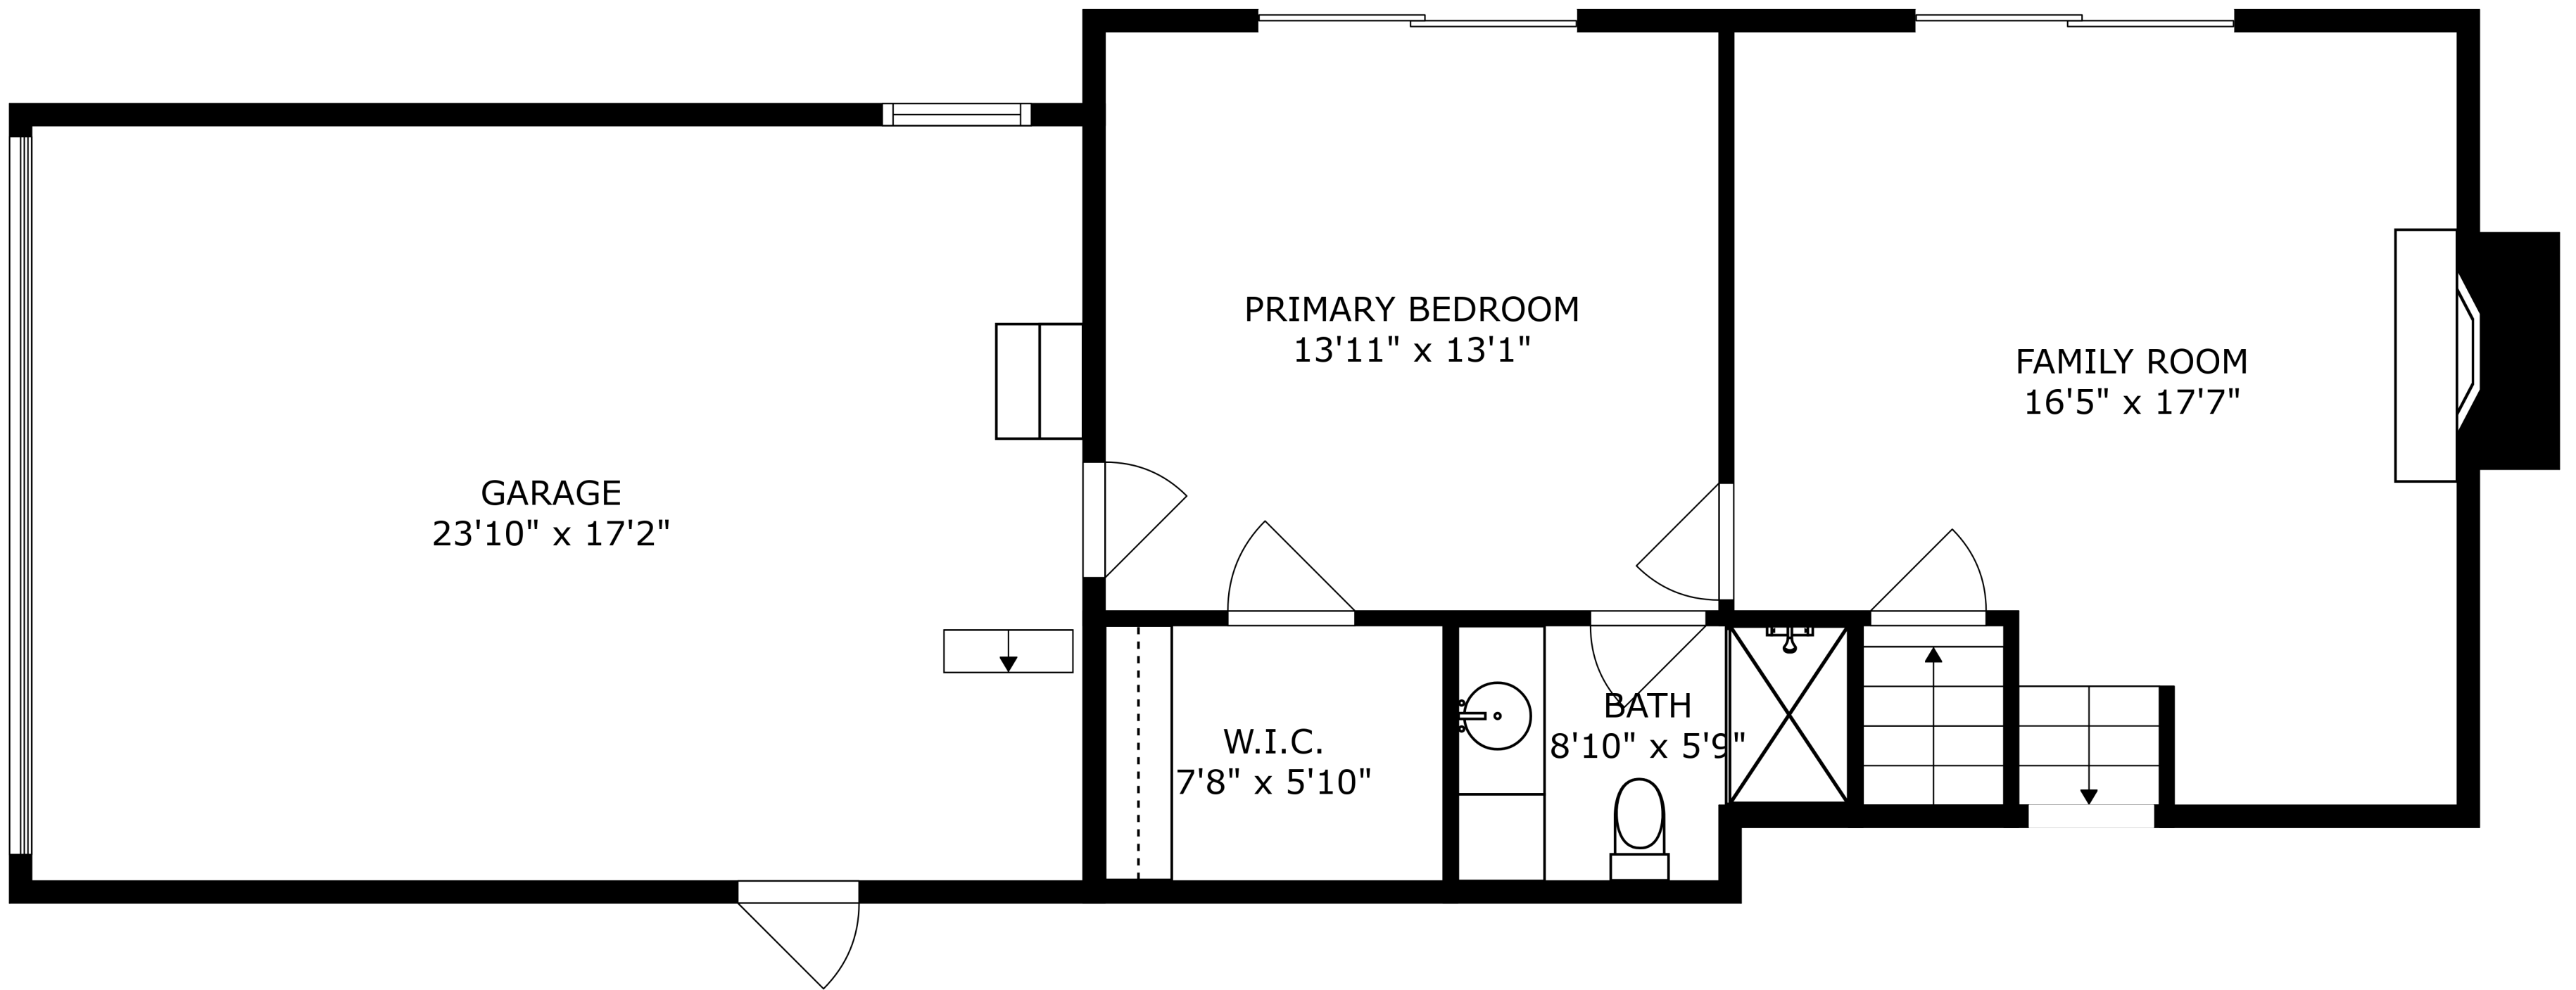 PRIMARY BEDROOM
13'11" x 13'1"
FAMILY ROOM
16'5" x 17'7"
GARAGE
23'10" x 17'2"
BATH
8'10" x 5'9"
W.I.C.
7'8" x 5'10"